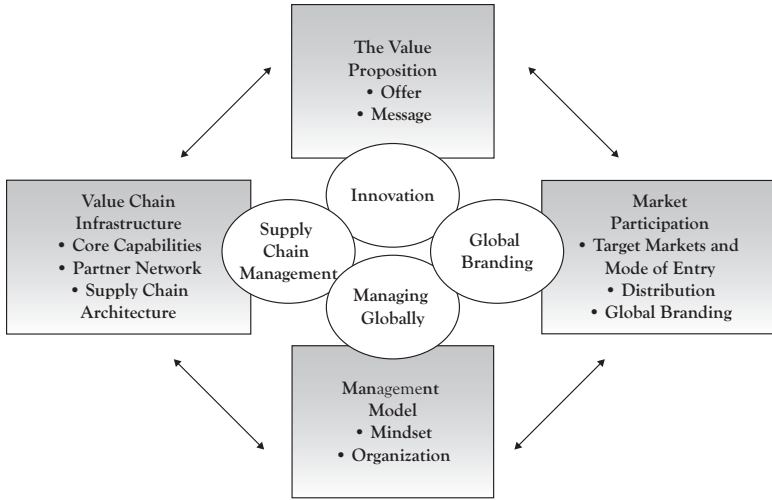 The Value
Proposition
• Offer
• Message
Innovation
Value Chain
Infrastructure
• Core Capabilities
• Partner Network
• Supply Chain
Architecture
Supply
Chain
Management
Global
Branding
Market
Participation
• Target Markets and
Mode of Entry
• Distribution
• Global Branding
Managing
Globally
Management
Model
• Mindset
• Organization